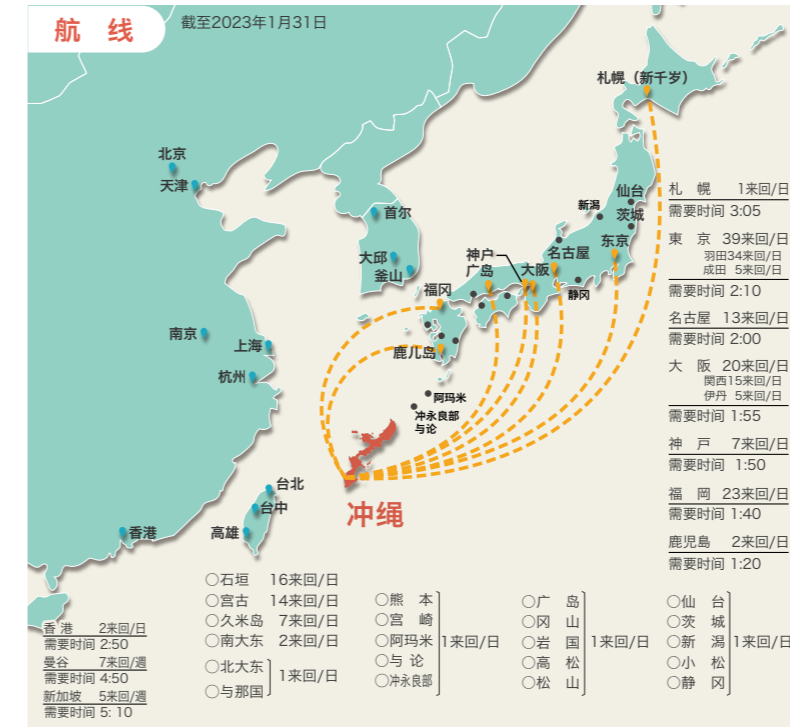 航 线
截至2023年1月31日
札幌（新千岁）
北京
天津
首尔
大邱
釜山
新潟
仙台
茨城
东京
名古屋
神户
广岛
大阪
静冈
福冈
南京
上海
杭州
鹿儿岛
阿玛米
冲永良部
与论
冲绳
台北
台中
高雄
香港
札 幌 1来回/日
需要时间 3:05
東 京 39来回/日
羽田34来回/日
成田 5来回/日
需要时间 2:10
名古屋 13来回/日
需要时间 2:00
大 阪 20来回/日
関西15来回/日
伊丹 5来回/日
需要时间 1:55
神 戸 7来回/日
需要时间 1:50
福 岡 23来回/日
需要时间 1:40
鹿児島 2来回/日
需要时间 1:20
香 港 2来回/日
需要时间 2:50
曼谷 7来回/週
需要时间 4:50
新加坡 5来回/週
需要时间 5: 10
○石垣 16来回/日
○宫古 14来回/日
○久米岛 7来回/日
○南大东 2来回/日
○北大东
○与那国
1来回/日
○熊 本
○宫 崎
○阿玛米
○与 论
○冲永良部
1来回/日
○广 岛
○冈 山
○岩 国
○高 松
○松 山
1来回/日
○仙 台
○茨 城
○新 潟
○小 松
○静 冈
1来回/日